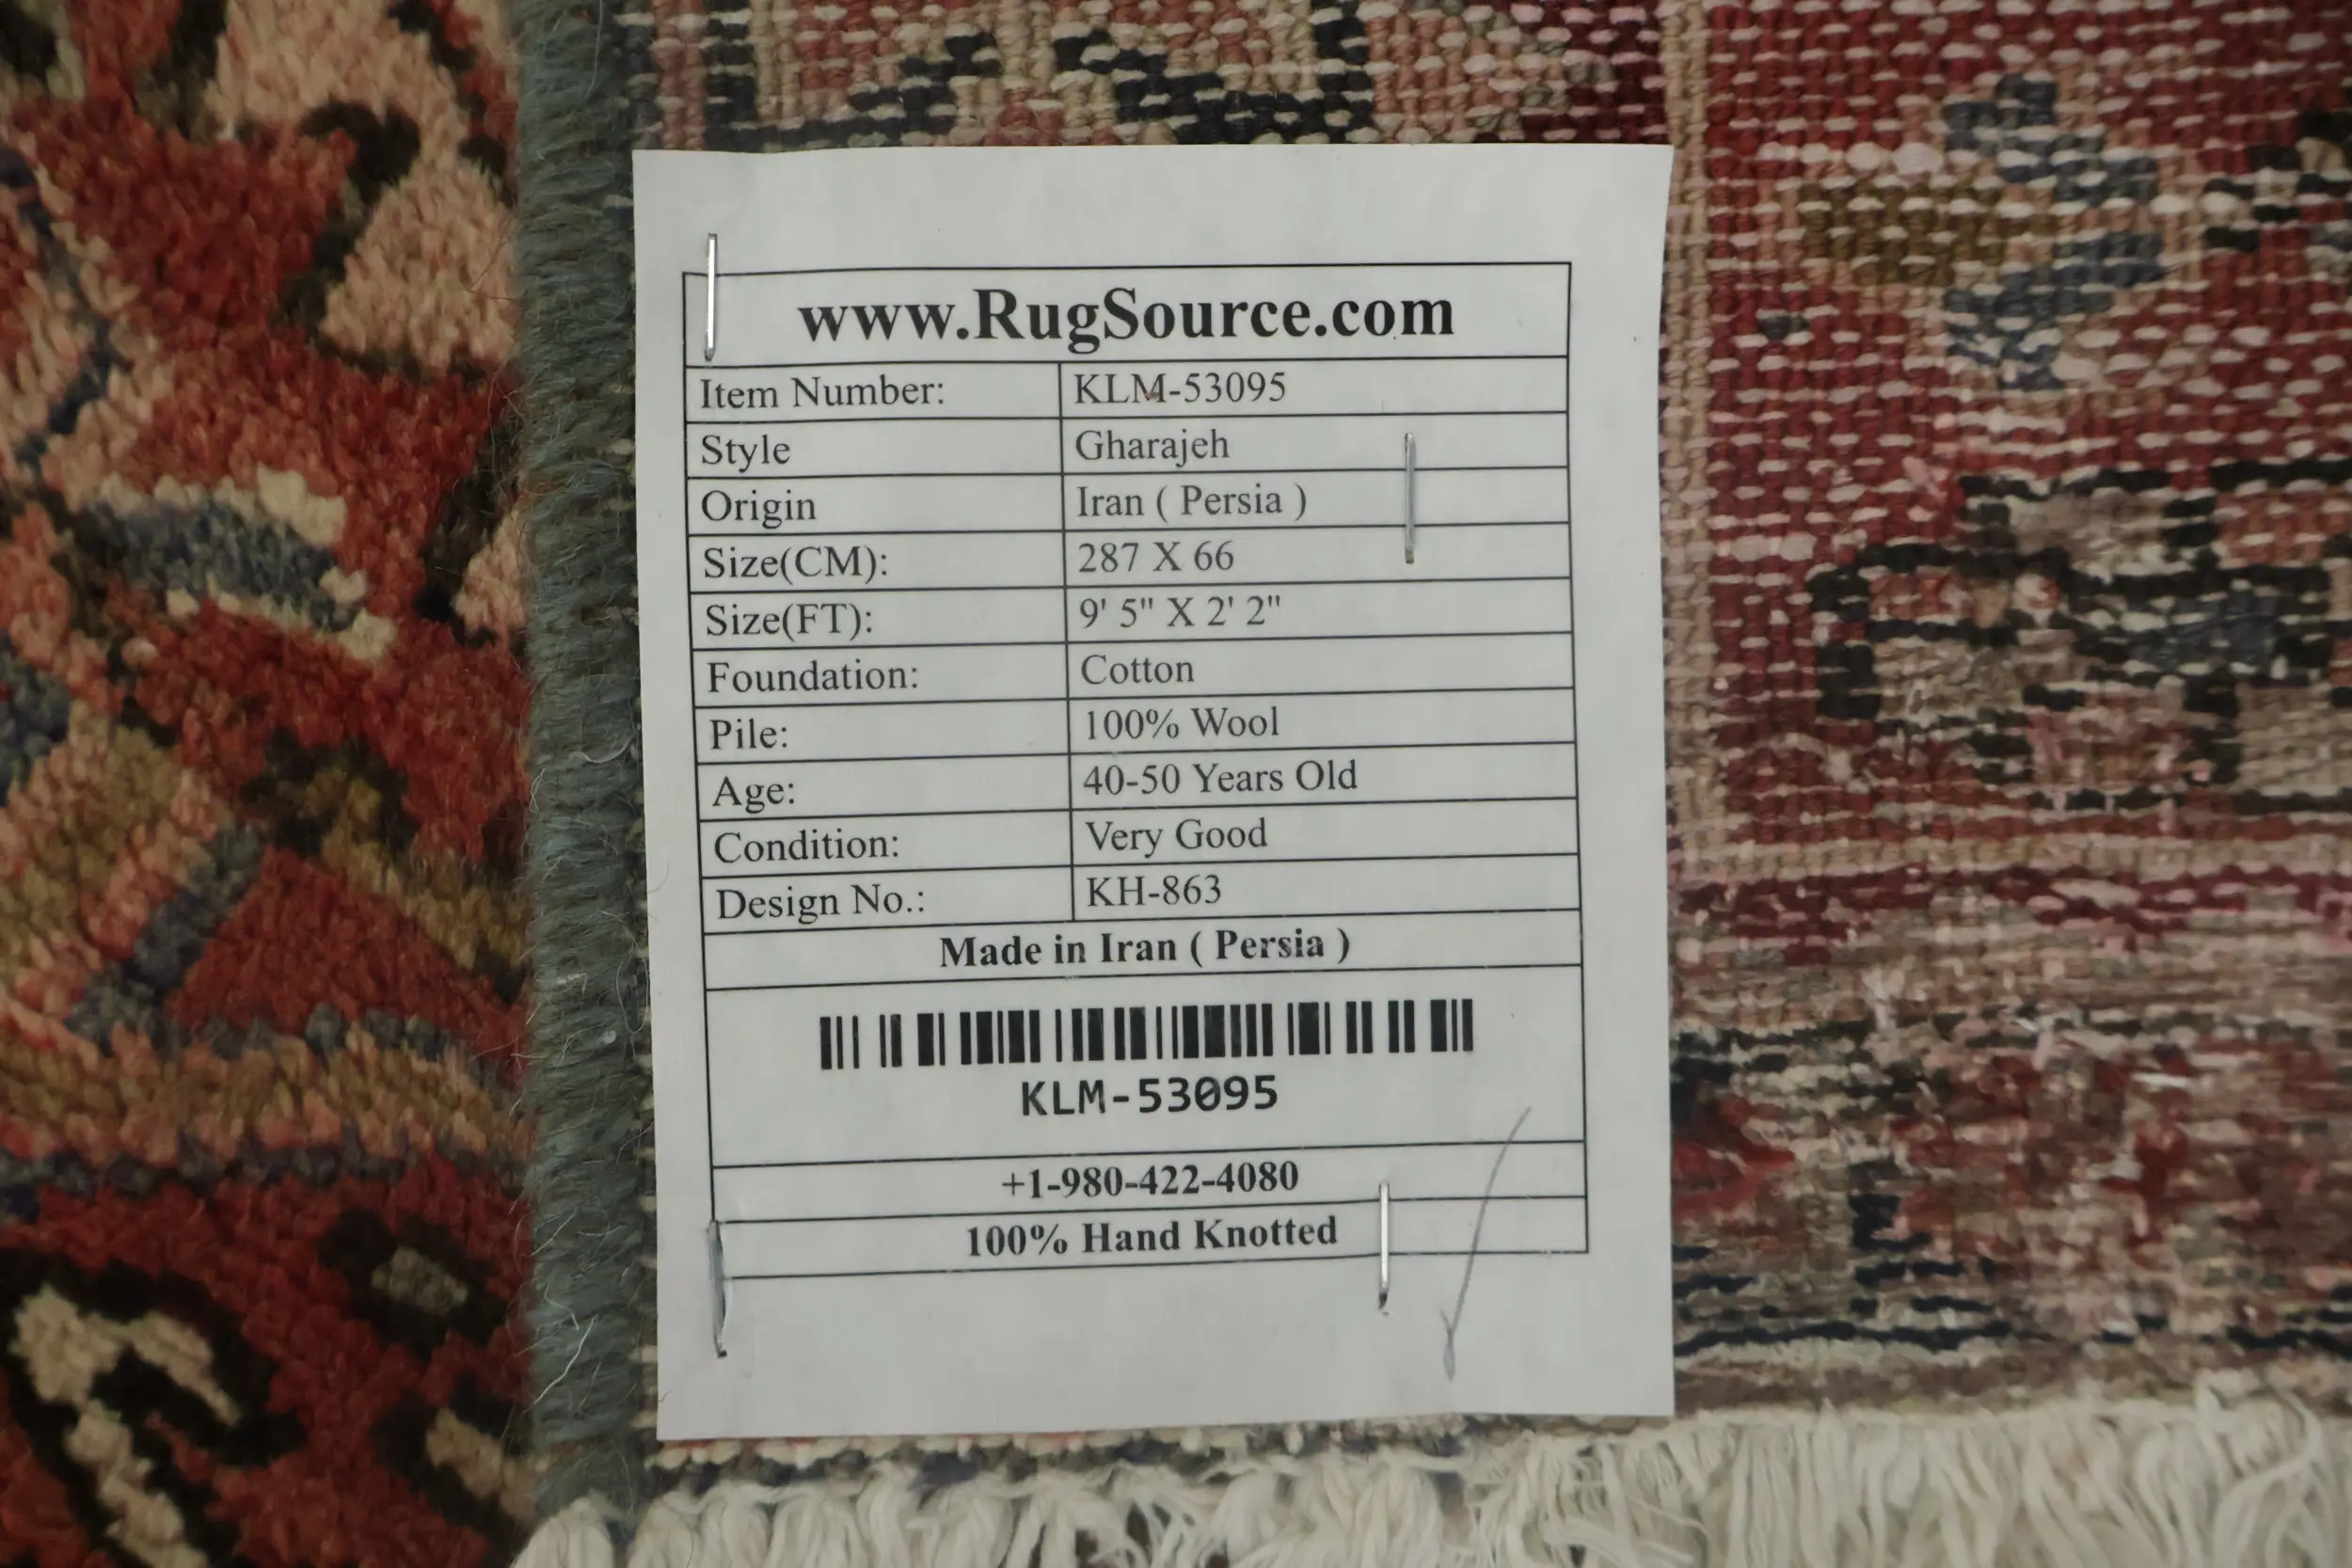 www.RugSource.com
Item Number: KLM-53095
Style Gharajeh
Origin Iran ( Persia )
Size(CM): 287 X 66
Size(FT): 9' 5" X 2' 2"
Foundation: Cotton
Pile: 100% Wool
Age: 40-50 Years Old
Condition: Very Good
Design No.: KH-863
Made in Iran ( Persia )
KLM-53095
+1-980-422-4080
100% Hand Knotted